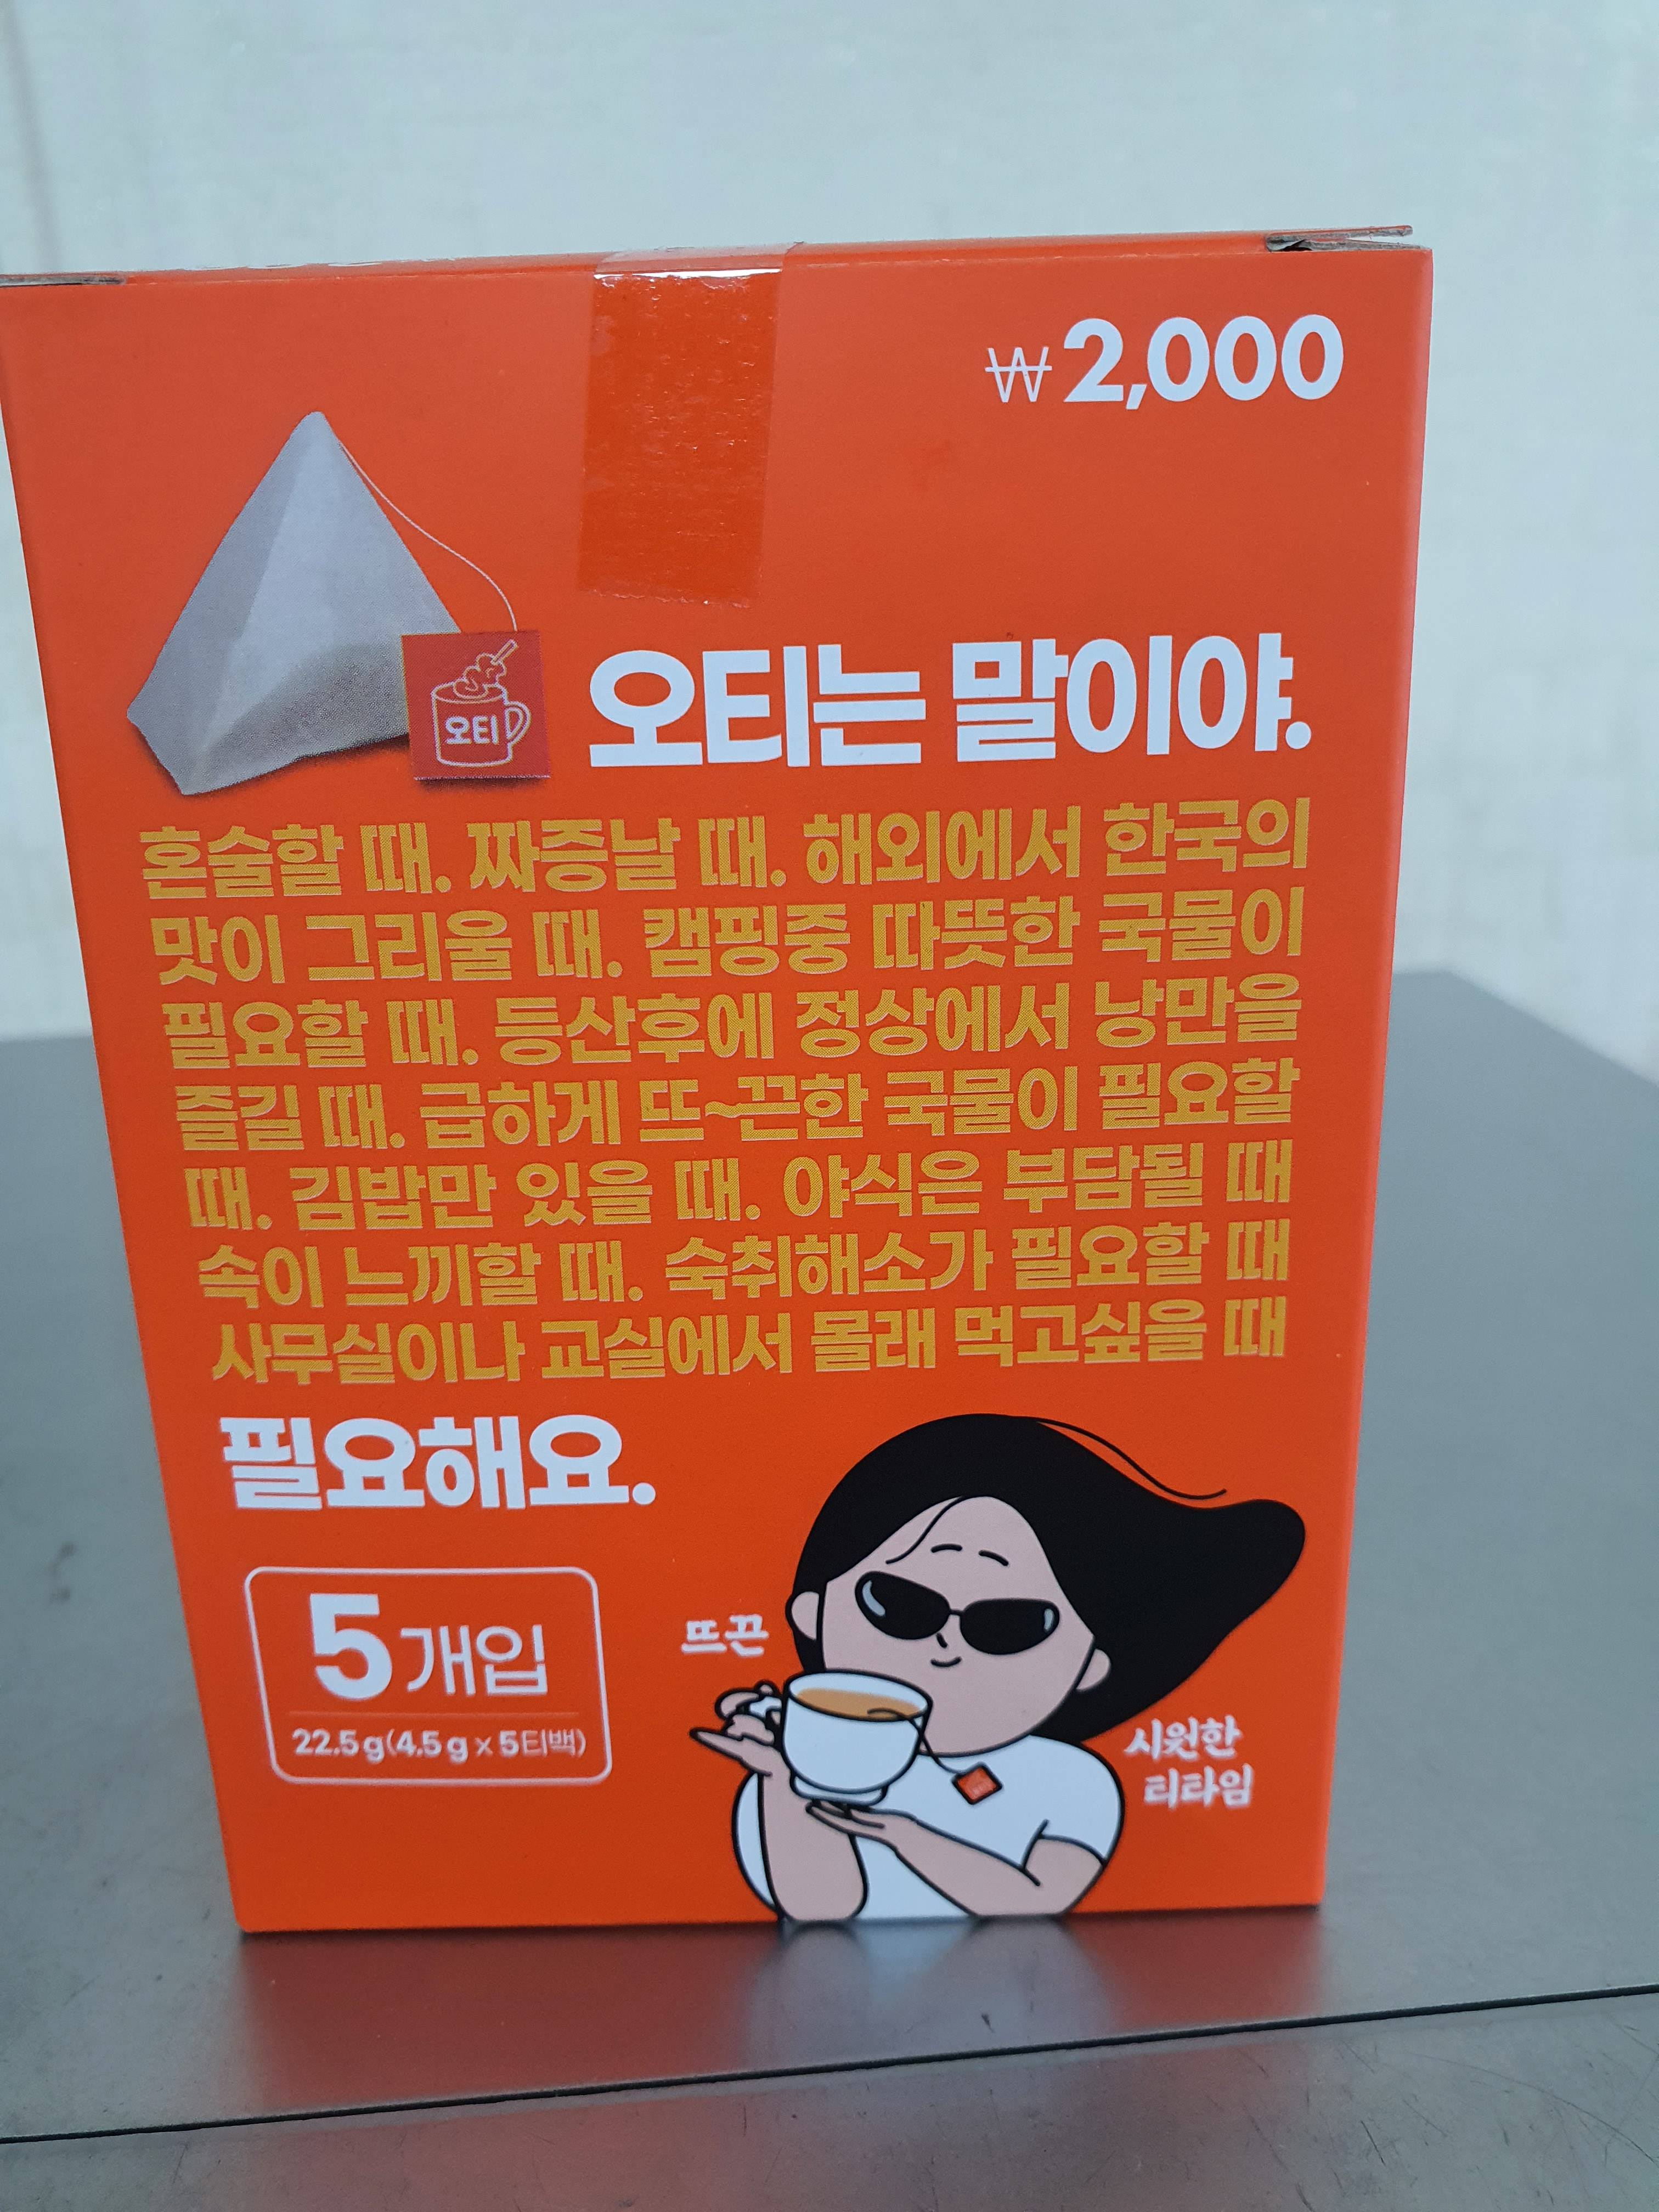 ₩2,000
오티
오티는 말이야.
혼술할 때. 짜증날 때. 해외에서 한국의
맛이 그리울 때. 캠핑중 따뜻한 국물이
필요할 때. 등산후에 정상에서 낭만을
즐길 때. 급하게 뜨~끈한 국물이 필요할
때. 김밥만 있을 때. 야식은 부담될 때
속이 느끼할 때. 숙취해소가 필요할 때
사무실이나 교실에서 몰래 먹고싶을 때
필요해요.
5개입
22.5g(4.5g x 5티백)
뜨끈
시원한
티타임